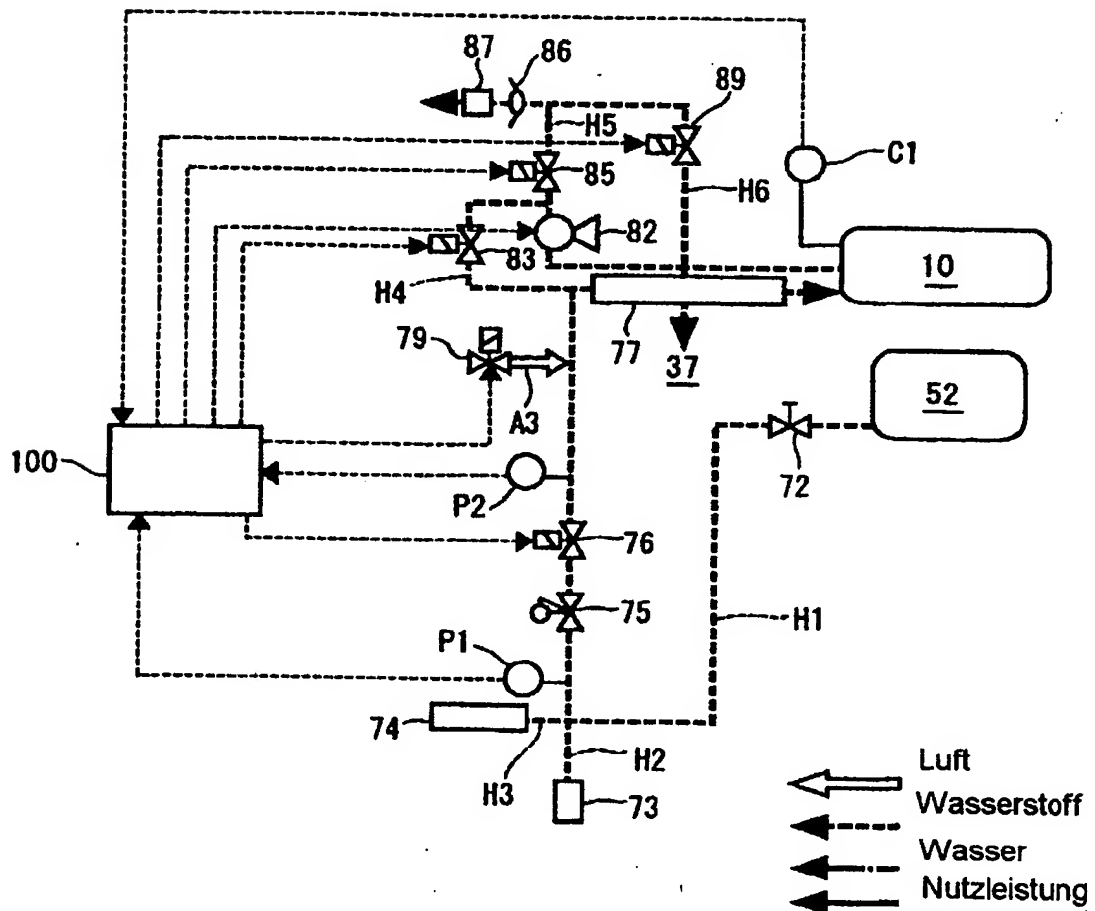 87
86
89
H5
C1
85
H6
82
83
10
H4
77
79
37
52
A3
100
P2
72
76
75
H1
P1
74
H2
H3
73
Luft
Wasserstoff
Wasser
Nutzleistung